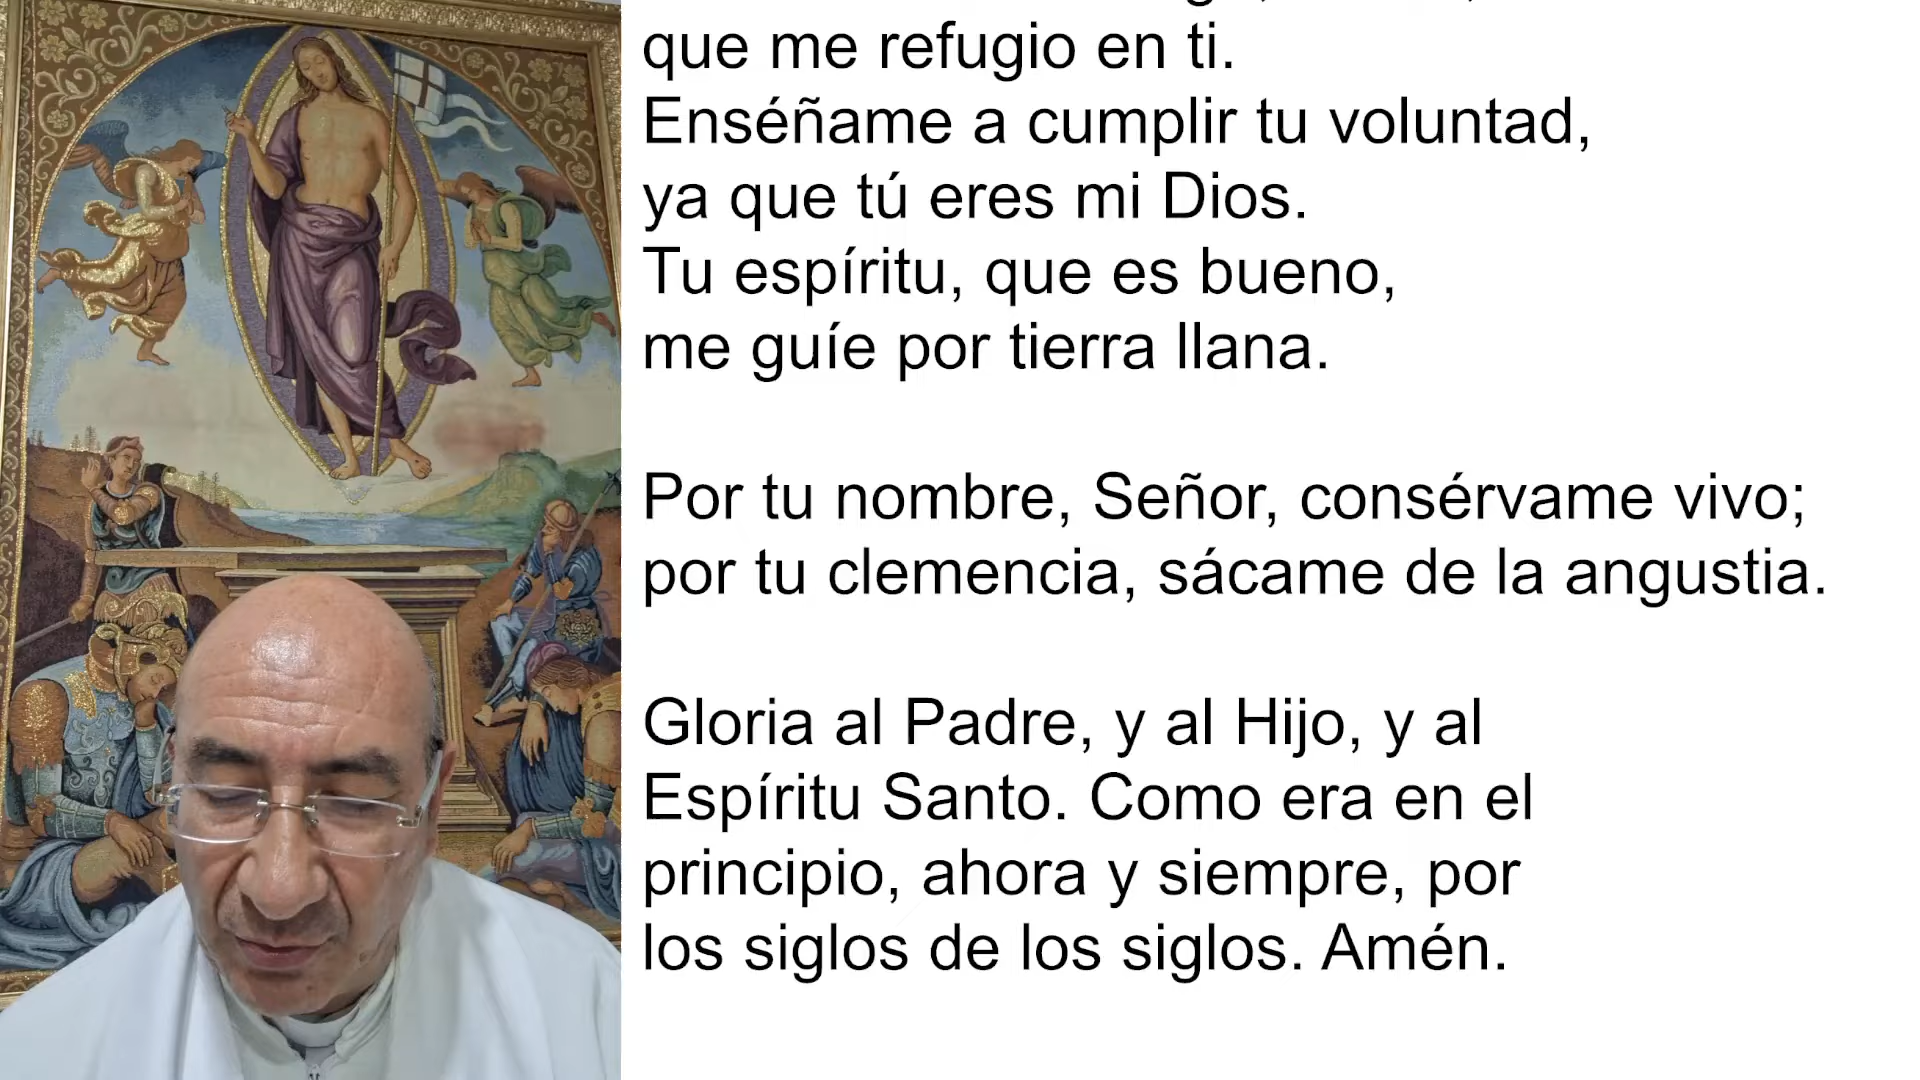 que me refugio en ti.
Enséñame a cumplir tu voluntad,
ya que tú eres mi Dios.
Tu espíritu, que es bueno,
me guíe por tierra llana.
Por tu nombre, Señor, consérvame vivo;
por tu clemencia, sácame de la angustia.
Gloria al Padre, y al Hijo, y al
Espíritu Santo. Como era en el
principio, ahora y siempre, por
los siglos de los siglos. Amén.